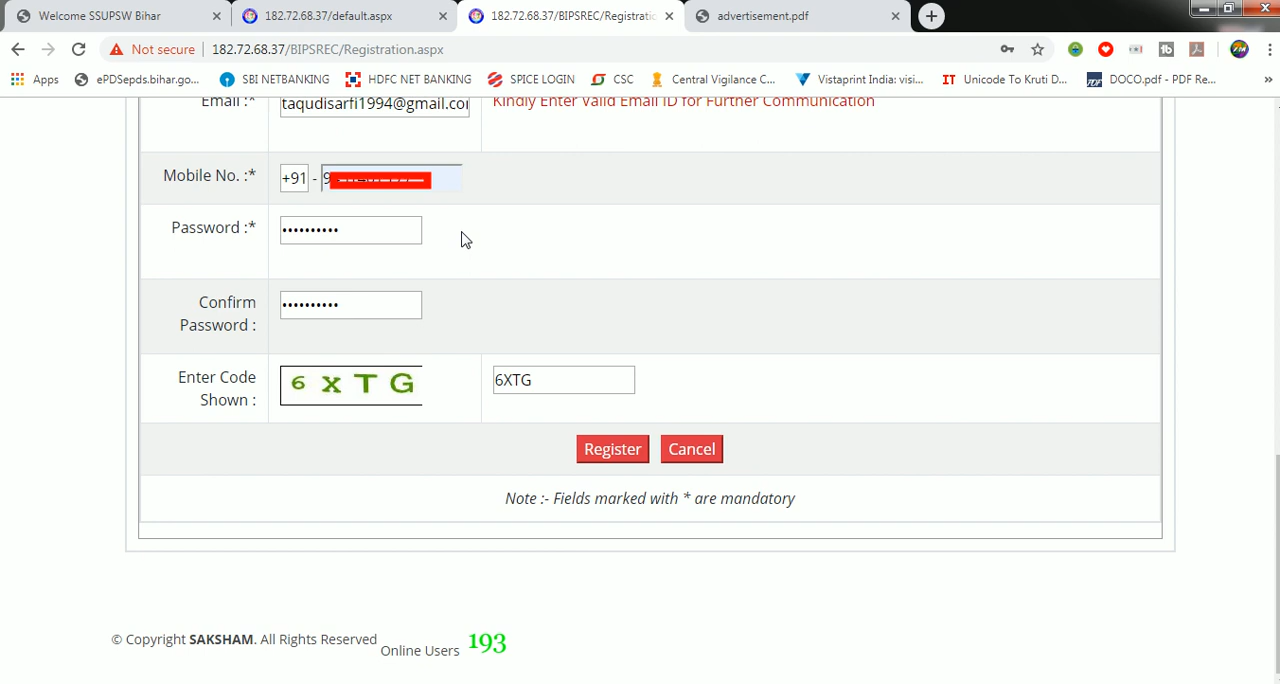 Welcome SSUPSW Bihar
182.72.68.37/default.aspx
182.72.68.37/BIPSREC/Registratio
advertisement.pdf
Not secure | 182.72.68.37/BIPSREC/Registration.aspx
Apps
ePDSepds.bihar.go...
SBI NETBANKING
HDFC NET BANKING
SPICE LOGIN
CSC
Central Vigilance C...
Vistaprint India: visi...
IT Unicode To Kruti D...
DOCO.pdf - PDF Re...
»
Email :*
taqudisarfi1994@gmail.co
Kindly Enter Valid Email ID for Further Communication
Mobile No. :*
+91 - 9
Password :*
••••••••••
Confirm
Password :
••••••••••
Enter Code
Shown :
6 X T G
6XTG
Register
Cancel
Note :- Fields marked with * are mandatory
© Copyright SAKSHAM. All Rights Reserved
Online Users 193